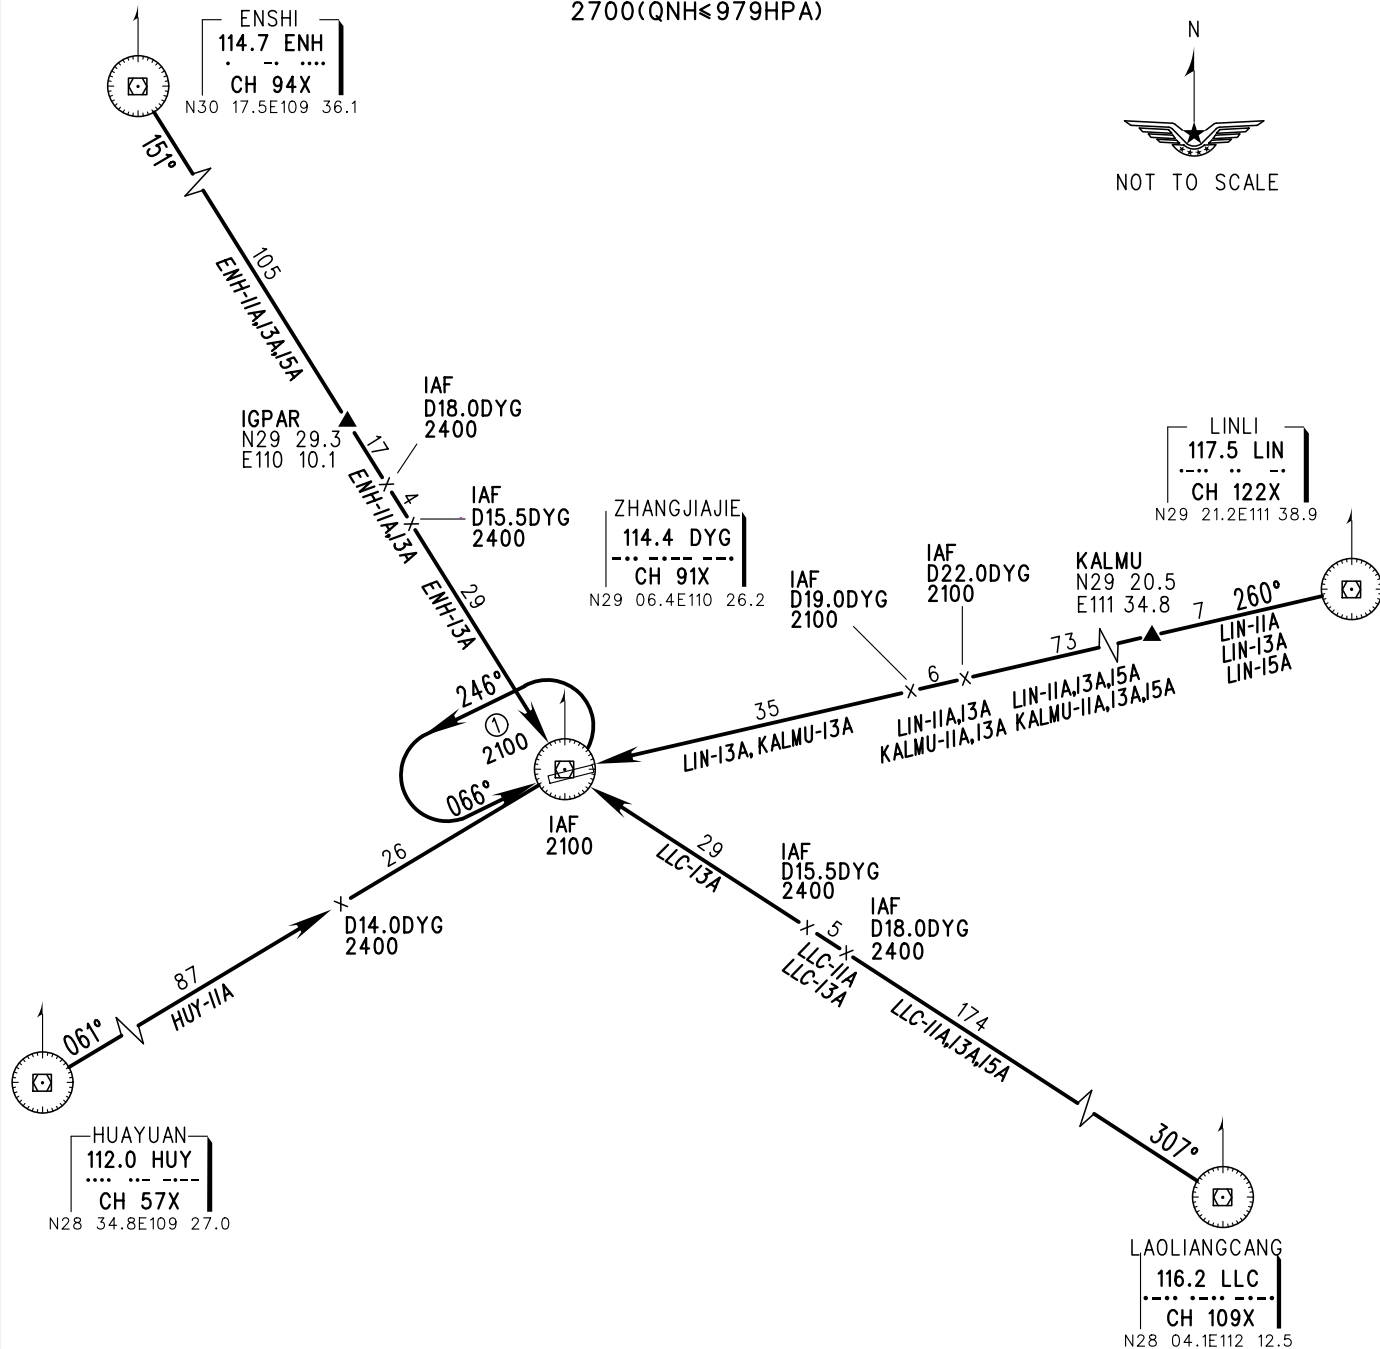 2700(QNH≤979HPA)
ENSHI
114.7 ENH
CH 94X
N30 17.5E109 36.1
N
NOT TO SCALE
151°
105
ENH-11A,13A,15A
IGPAR
N29 29.3
E110 10.1
17
IAF
D18.0DYG
2400
ENH-11A,13A
4
IAF
D15.5DYG
2400
29
ENH-13A
ZHANGJIAJIE
114.4 DYG
CH 91X
N29 06.4E110 26.2
LINLI
117.5 LIN
CH 122X
N29 21.2E111 38.9
IAF
D19.0DYG
2100
IAF
D22.0DYG
2100
KALMU
N29 20.5
E111 34.8
7
260°
LIN-11A
LIN-13A
LIN-15A
73
LIN-11A,13A,15A
KALMU-11A,13A,15A
6
LIN-11A,13A
KALMU-11A,13A
35
LIN-13A, KALMU-13A
246°
1
2100
066°
IAF
2100
26
D14.0DYG
2400
87
HUY-11A
061°
HUAYUAN
112.0 HUY
CH 57X
N28 34.8E109 27.0
29
LLC-13A
IAF
D15.5DYG
2400
5
LLC-11A
LLC-13A
IAF
D18.0DYG
2400
174
LLC-11A,13A,15A
307°
LAOLIANGCANG
116.2 LLC
CH 109X
N28 04.1E112 12.5